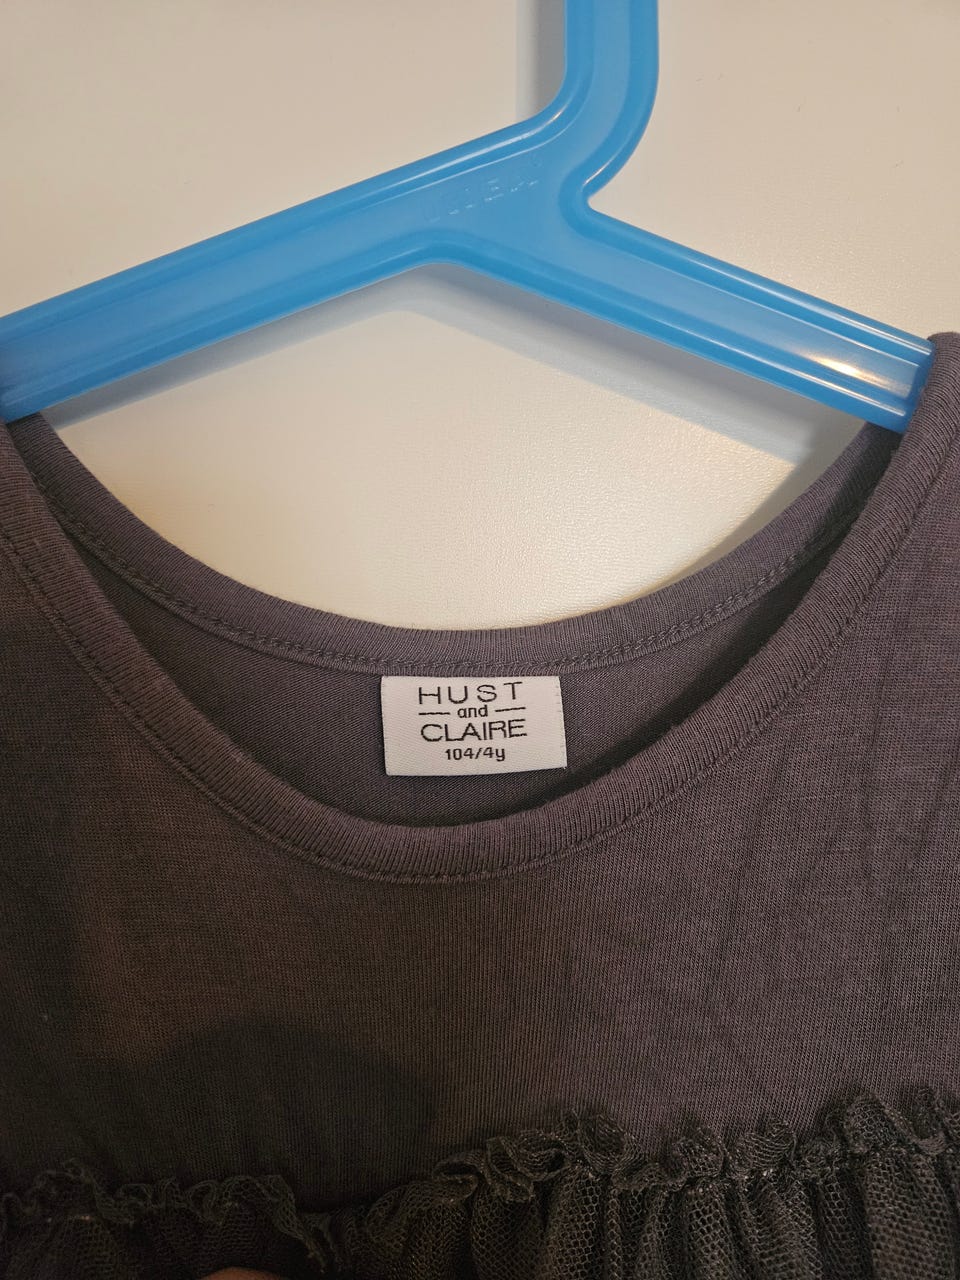 HUST
and
CLAIRE
104/4y